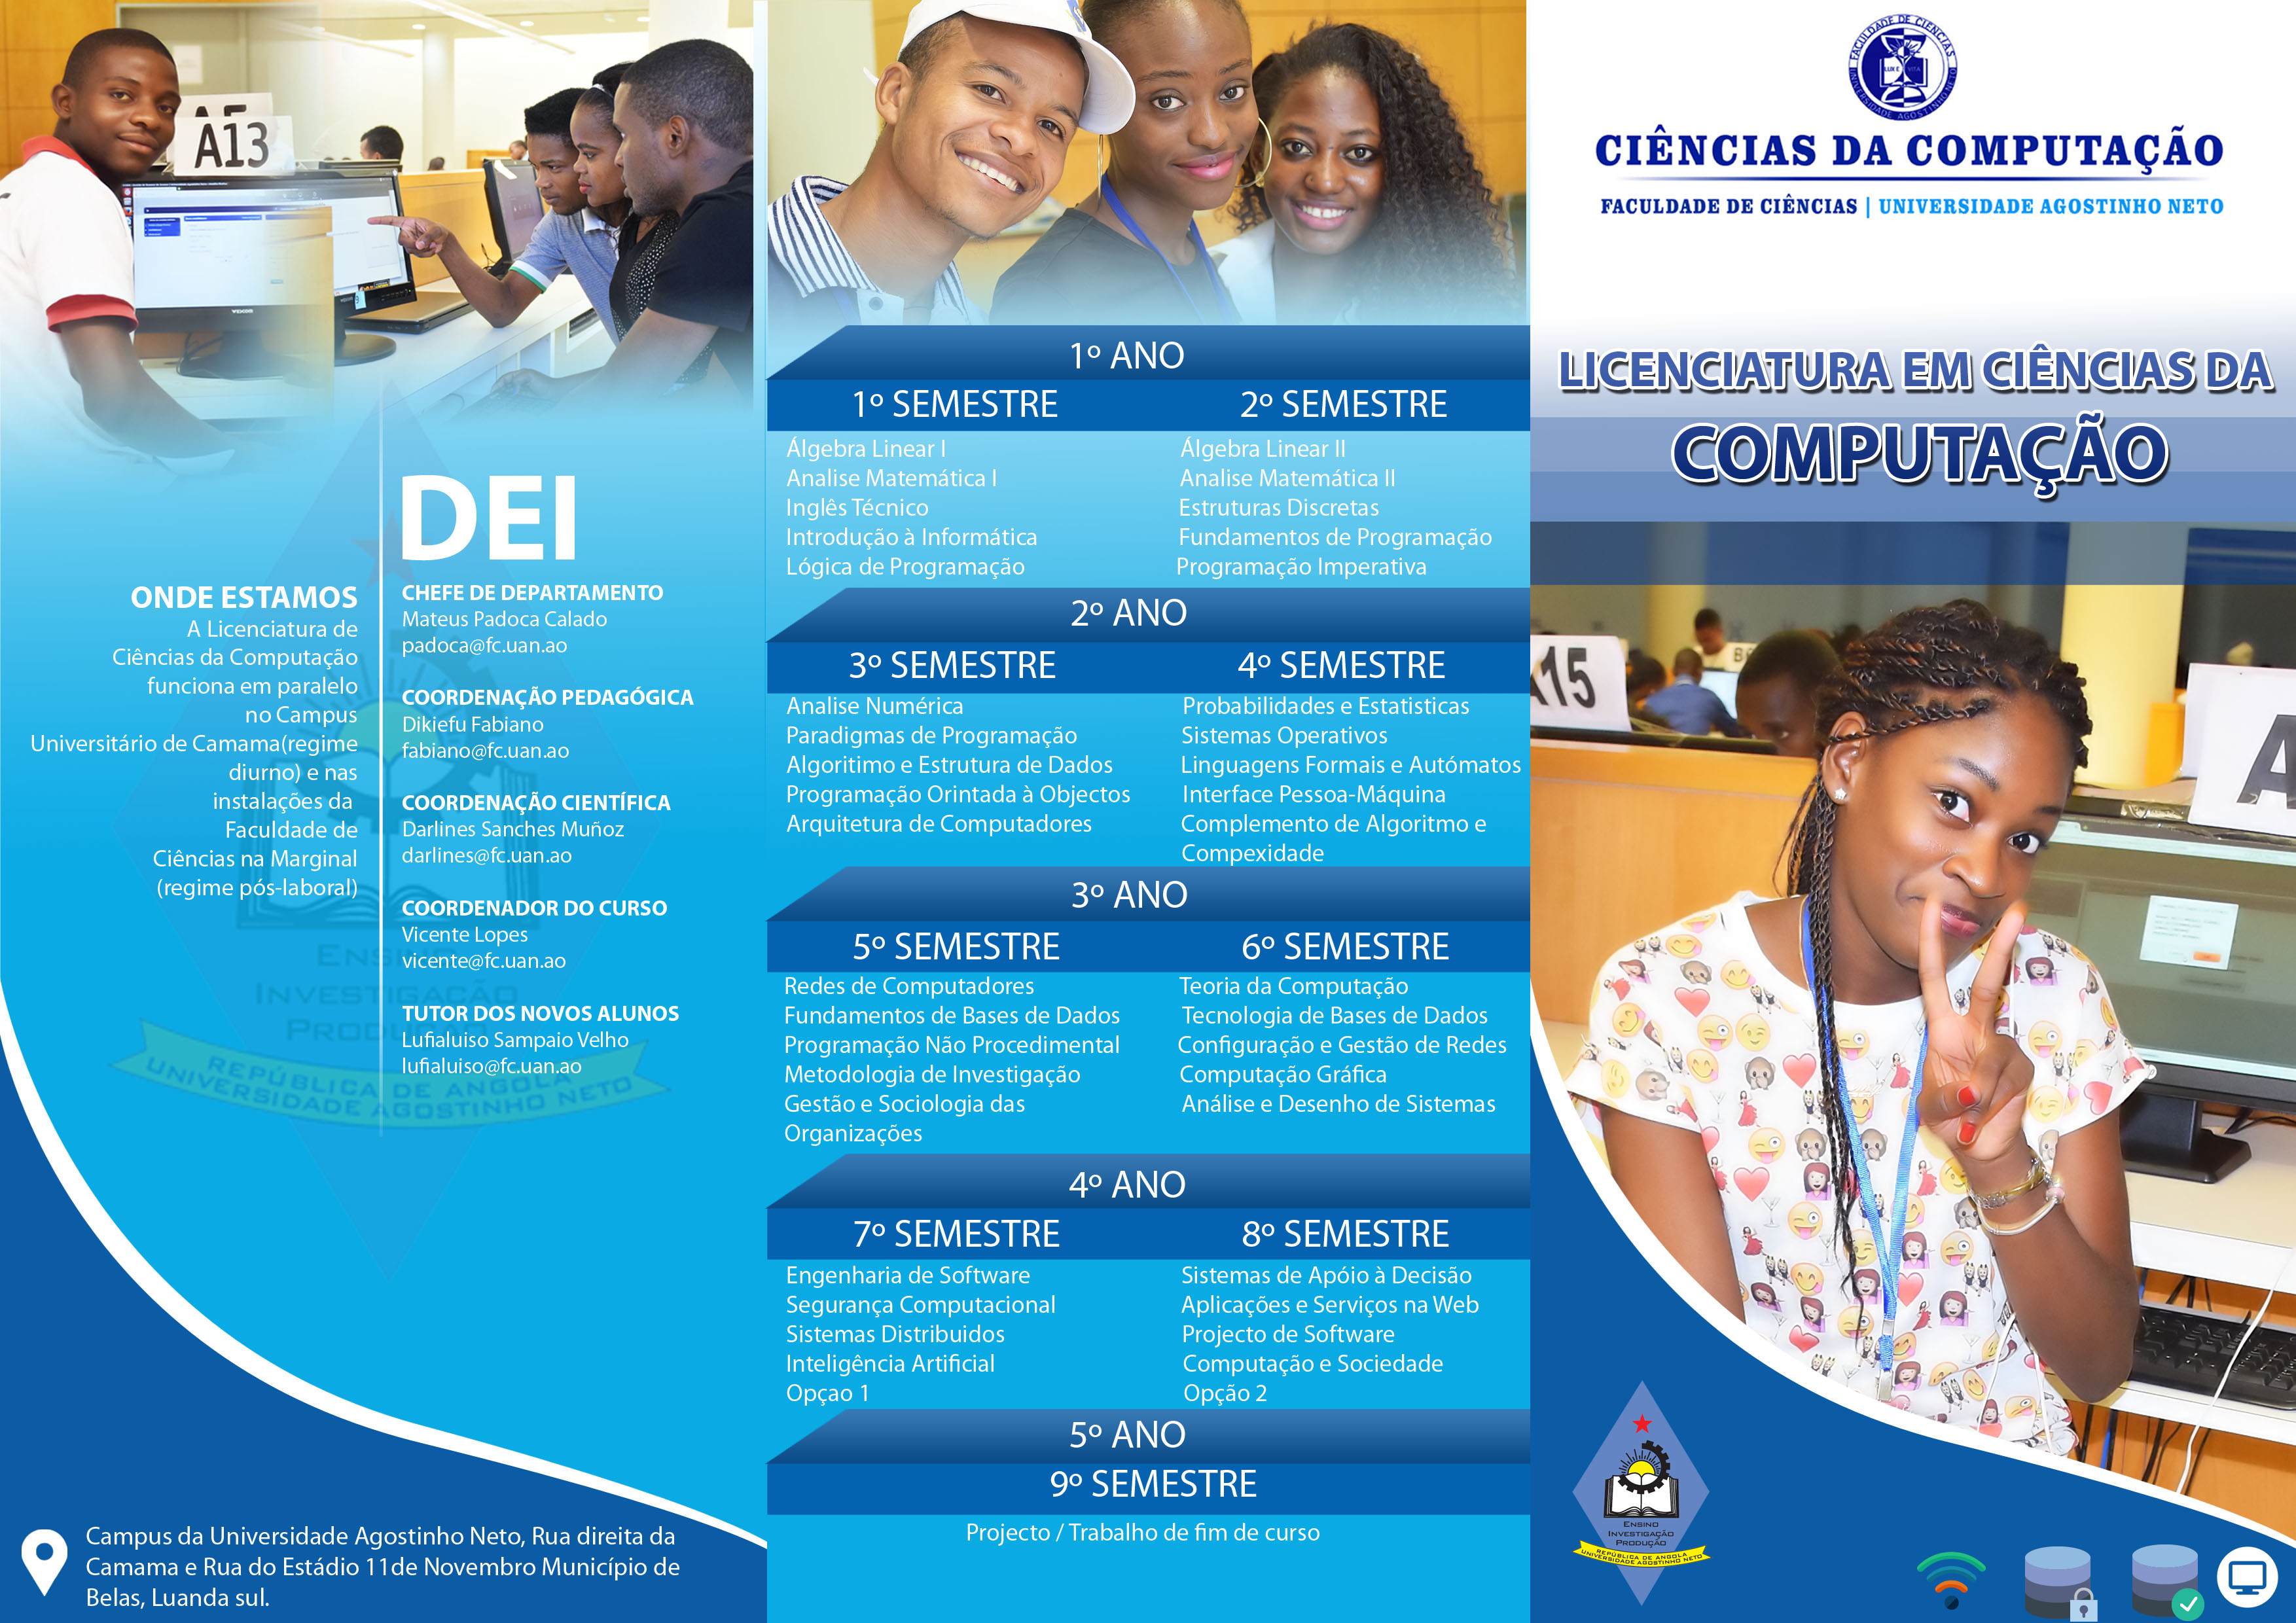 A5
A13
DEI
ONDE ESTAMOS
A Licenciatura de
Ciências da Computação
funciona em paralelo
no Campus
Universitário de Camama(regime
diurno) e nas
instalações da
Faculdade de
Ciências na Marginal
(regime pós-laboral)
CHEFE DE DEPARTAMENTO
Mateus Padoca Calado
padoca@fc.uan.ao
COORDENAÇÃO PEDAGÓGICA
Dikiefu Fabiano
fabiano@fc.uan.ao
COORDENAÇÃO CIENTÍFICA
Darlines Sanches Muñoz
darlines@fc.uan.ao
COORDENADOR DO CURSO
Vicente Lopes
vicente@fc.uan.ao
TUTOR DOS NOVOS ALUNOS
Lufialuiso Sampaio Velho
lufialuiso@fc.uan.ao
ENSINO
INVESTIGAÇÃO
PRODUÇÃO
REPÚBLICA DE ANGOLA
UNIVERSIDADE AGOSTINHO NETO
Campus da Universidade Agostinho Neto, Rua direita da
Camama e Rua do Estádio 11de Novembro Município de
Belas, Luanda sul.
1º ANO
1º SEMESTRE
Álgebra Linear I
Analise Matemática I
Inglês Técnico
Introdução à Informática
Lógica de Programação
2º SEMESTRE
Álgebra Linear II
Analise Matemática II
Estruturas Discretas
Fundamentos de Programação
Programação Imperativa
2º ANO
3º SEMESTRE
Analise Numérica
Paradigmas de Programação
Algoritimo e Estrutura de Dados
Programação Orintada à Objectos
Arquitetura de Computadores
4º SEMESTRE
Probabilidades e Estatisticas
Sistemas Operativos
Linguagens Formais e Autómatos
Interface Pessoa-Máquina
Complemento de Algoritmo e
Compexidade
3º ANO
5º SEMESTRE
Redes de Computadores
Fundamentos de Bases de Dados
Programação Não Procedimental
Metodologia de Investigação
Gestão e Sociologia das
Organizações
6º SEMESTRE
Teoria da Computação
Tecnologia de Bases de Dados
Configuração e Gestão de Redes
Computação Gráfica
Análise e Desenho de Sistemas
4º ANO
7º SEMESTRE
Engenharia de Software
Segurança Computacional
Sistemas Distribuidos
Inteligência Artificial
Opçao 1
8º SEMESTRE
Sistemas de Apóio à Decisão
Aplicações e Serviços na Web
Projecto de Software
Computação e Sociedade
Opção 2
5º ANO
9º SEMESTRE
Projecto / Trabalho de fim de curso
FACULDADE DE CIÊNCIAS
UNIVERSIDADE AGOSTINHO NETO
CIÊNCIAS DA COMPUTAÇÃO
FACULDADE DE CIÊNCIAS | UNIVERSIDADE AGOSTINHO NETO
LICENCIATURA EM CIÊNCIAS DA
COMPUTAÇÃO
15
A
ENSINO
INVESTIGAÇÃO
PRODUÇÃO
REPÚBLICA DE ANGOLA
UNIVERSIDADE AGOSTINHO NETO